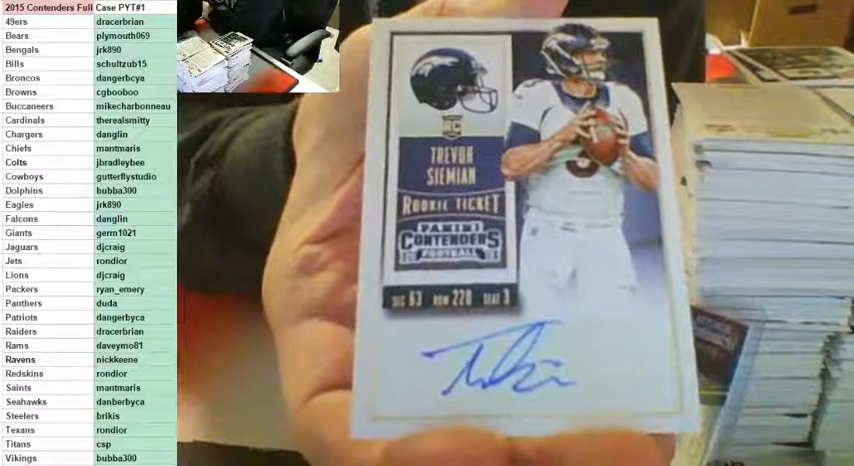 2015 Contenders Full Case PYT#1
49ers dracerbrian
Bears plymouth069
Bengals jrk890
Bills schultzub15
Broncos dangerbcya
Browns cgbooboo
Buccaneers mikecharbonneau
Cardinals therealsmitty
Chargers danglin
Chiefs mantmaris
Colts jbradleybee
Cowboys gutterflystudio
Dolphins bubba300
Eagles jrk890
Falcons danglin
Giants germ1021
Jaguars djcraig
Jets rondior
Lions djcraig
Packers ryan_emery
Panthers duda
Patriots dangerbyca
Raiders dracerbrian
Rams daveymo81
Ravens nickkeene
Redskins rondior
Saints mantmaris
Seahawks danberbyca
Steelers brikis
Texans rondior
Titans csp
Vikings bubba300
RC
TREVOR
SIEMIAN
ROOKIE TICKET
PANINI
CONTENDERS
FOOTBALL
SEC 63 ROW 220 SEAT 3